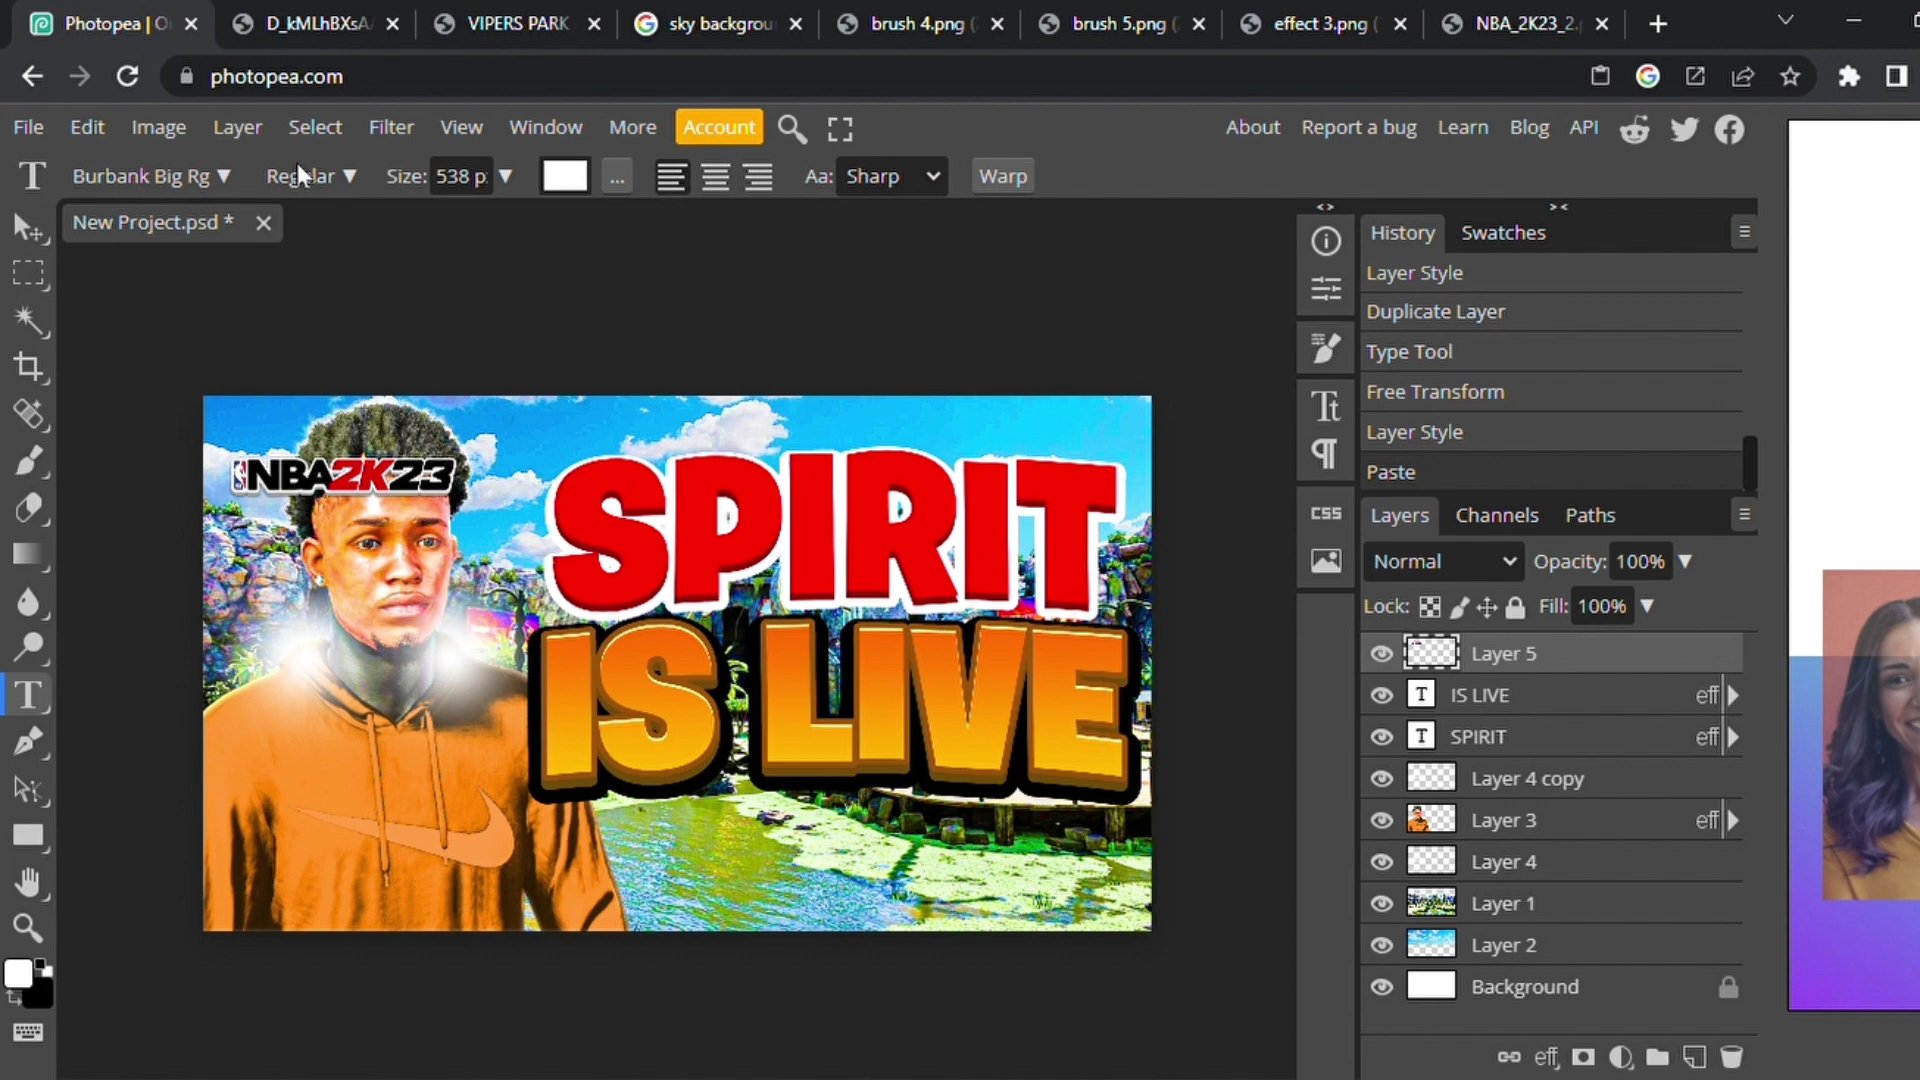 Photopea | O
D_kMLhBXsA
VIPERS PARK
sky backgrou
brush 4.png (
brush 5.png (
effect 3.png (
NBA_2K23_2.p
photopea.com
File Edit Image Layer Select Filter View Window More Account
About Report a bug Learn Blog API
Burbank Big Rg Regular Size: 538 p Aa: Sharp Warp
New Project.psd *
History Swatches
Layer Style
Duplicate Layer
Type Tool
Free Transform
Layer Style
Paste
CSS
Layers Channels Paths
Normal Opacity: 100%
Lock: Fill: 100%
Layer 5
IS LIVE eff
SPIRIT eff
Layer 4 copy
Layer 3 eff
Layer 4
Layer 1
Layer 2
Background
eff
NBA2K23
SPIRIT
IS LIVE